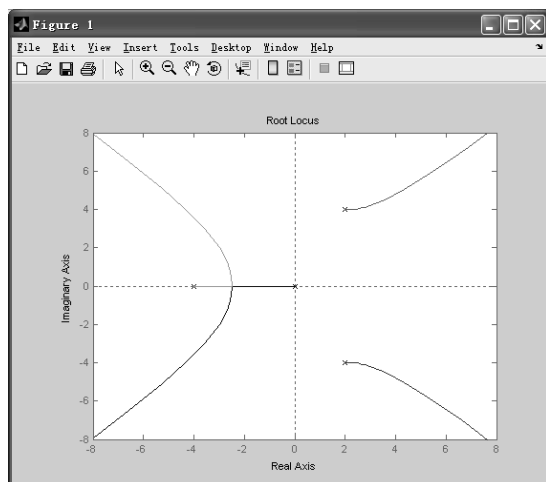 Figure 1
File Edit View Insert Tools Desktop Window Help
Root Locus
8
6
4
2
0
-2
-4
-6
-8
Imaginary Axis
-8 -6 -4 -2 0 2 4 6 8
Real Axis